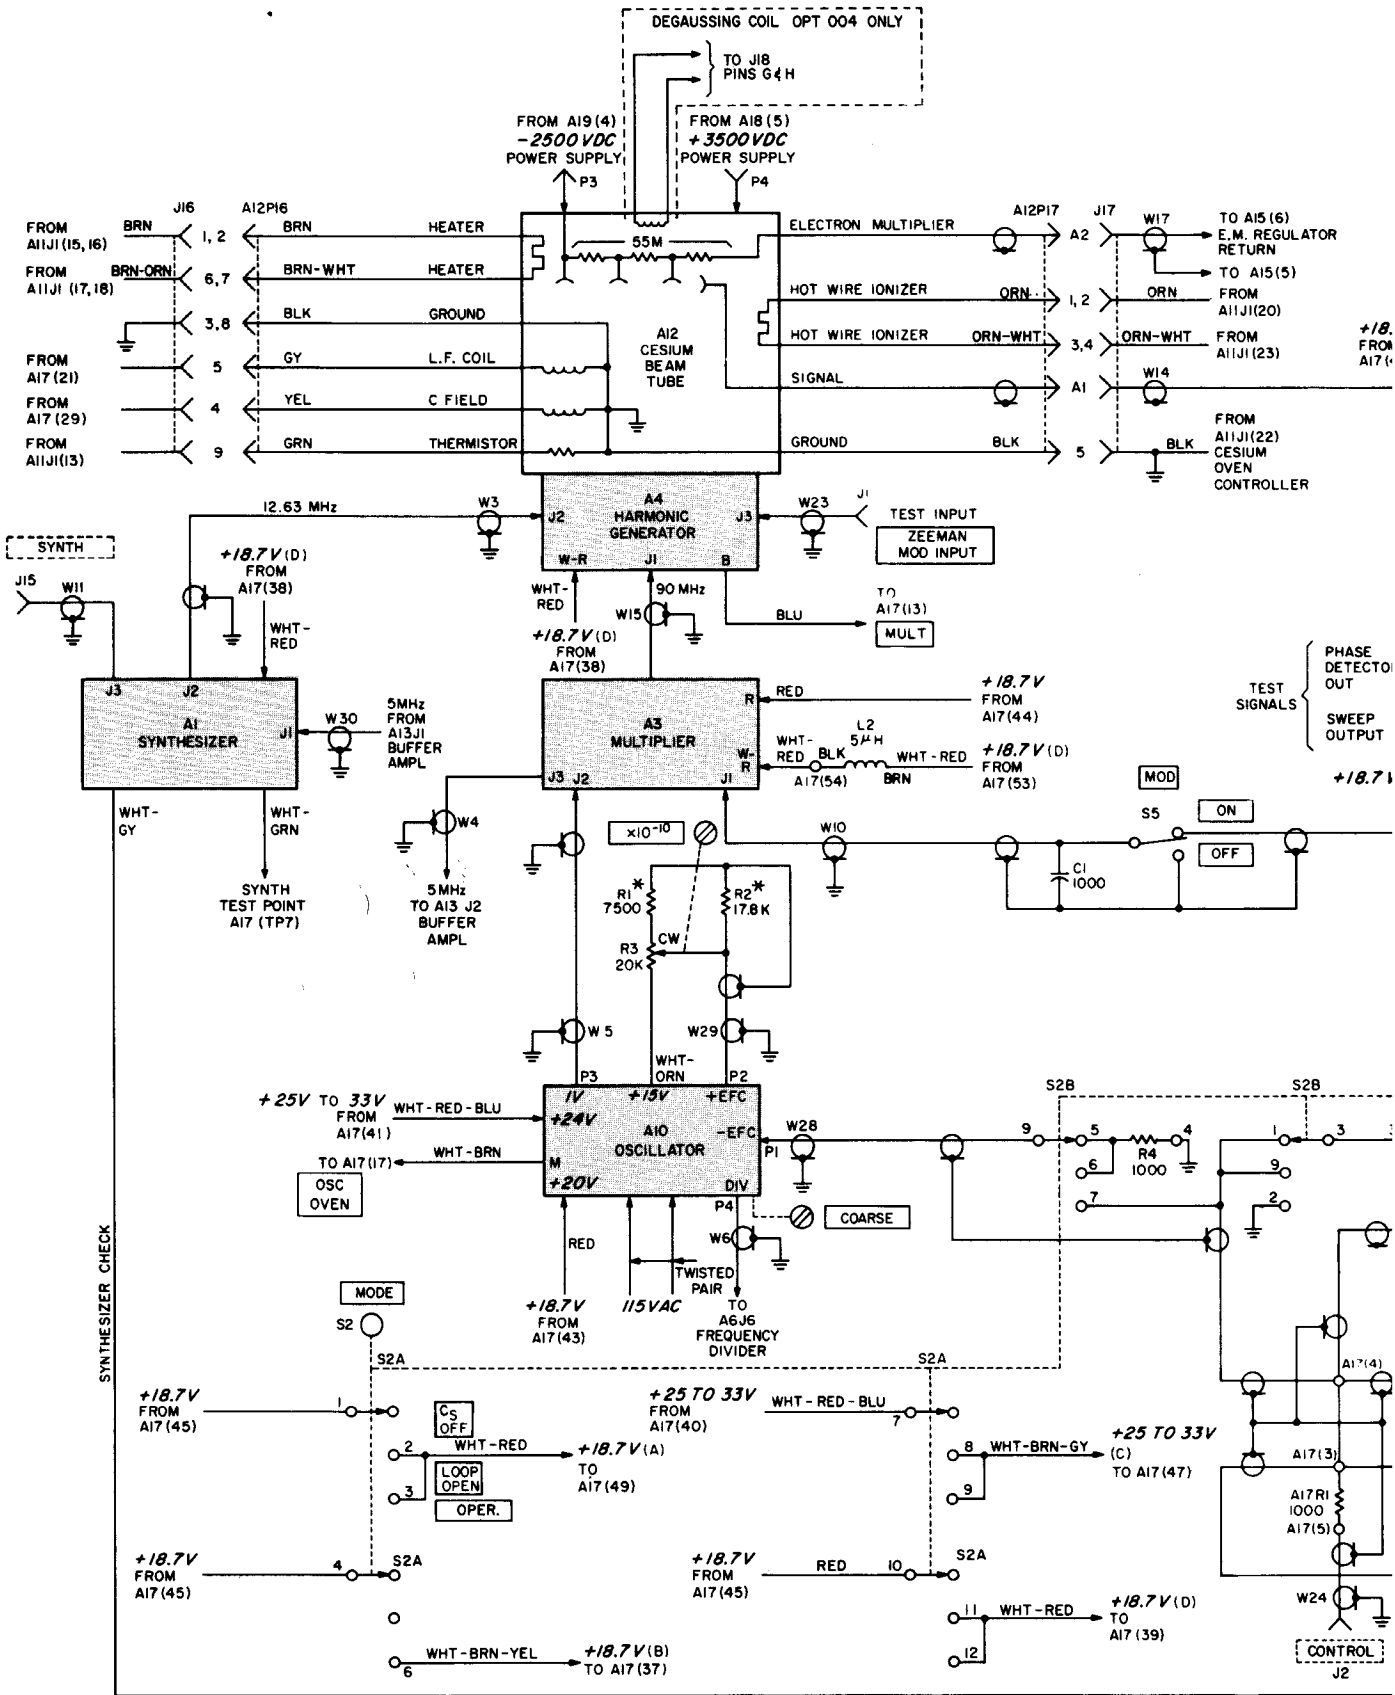 DEGAUSSING COIL OPT 004 ONLY
TO J18
PINS G&H
FROM A19(4)
-2500VDC
POWER SUPPLY
P3
FROM A18(5)
+3500VDC
POWER SUPPLY
P4
J16
A12P16
FROM
A11J1(15,16)
BRN
1,2
BRN
HEATER
FROM
A11J1(17,18)
BRN-ORN
6,7
BRN-WHT
HEATER
3,8
BLK
GROUND
FROM
A17(21)
5
GY
L.F. COIL
FROM
A17(29)
4
YEL
C FIELD
FROM
A11J1(13)
9
GRN
THERMISTOR
55M
A12
CESIUM
BEAM
TUBE
A12P17
J17
ELECTRON MULTIPLIER
A2
W17
TO A15(6)
E.M. REGULATOR
RETURN
TO A15(5)
HOT WIRE IONIZER
ORN
1,2
ORN
FROM
A11J1(20)
HOT WIRE IONIZER
ORN-WHT
3,4
ORN-WHT
FROM
A11J1(23)
SIGNAL
A1
W14
GROUND
BLK
5
BLK
FROM
A11J1(22)
CESIUM
OVEN
CONTROLLER
+18.
FROM
A17(4
12.63 MHz
W3
J2
A4
HARMONIC
GENERATOR
J3
W-R
J1
B
W23
J1
TEST INPUT
ZEEMAN
MOD INPUT
SYNTH
J15
W11
+18.7V(D)
FROM
A17(38)
WHT-
RED
WHT-
RED
+18.7V(D)
FROM
A17(38)
W15
90 MHz
BLU
TO
A17(13)
MULT
J3
J2
A1
SYNTHESIZER
J1
W30
5MHz
FROM
A13J1
BUFFER
AMPL
A3
MULTIPLIER
R
W-
R
J3
J2
J1
RED
+18.7V
FROM
A17(44)
WHT-
RED
BLK
A17(54)
L2
5μH
BRN
WHT-RED
+18.7V(D)
FROM
A17(53)
TEST
SIGNALS
PHASE
DETECTO
OUT
SWEEP
OUTPUT
+18.7V
WHT-
GY
WHT-
GRN
SYNTH
TEST POINT
A17 (TP7)
W4
5MHz
TO A13 J2
BUFFER
AMPL
x10-10
W10
C1
1000
MOD
S5
ON
OFF
R1*
7500
R2*
17.8K
R3
20K
CW
W5
W29
P3
WHT-
ORN
P2
+25V TO 33V
FROM
A17(41)
WHT-RED-BLU
1V
+15V
+EFC
+24V
-EFC
A10
OSCILLATOR
M
+20V
DIV
TO A17(17)
WHT-BRN
OSC
OVEN
P1
W28
P4
COARSE
W6
RED
TWISTED
PAIR
+18.7V
FROM
A17(43)
115VAC
TO
A6J6
FREQUENCY
DIVIDER
S2B
S2B
9
5
4
R4
1000
6
7
1
3
3
9
2
SYNTHESIZER CHECK
MODE
S2
S2A
S2A
+18.7V
FROM
A17(45)
1
CS
OFF
2
WHT-RED
+18.7V(A)
TO
A17(49)
LOOP
OPEN
3
OPER.
+25 TO 33V
FROM
A17(40)
WHT-RED-BLU
7
8
WHT-BRN-GY
+25 TO 33V
(C)
TO A17(47)
9
+18.7V
FROM
A17(45)
4
S2A
6
WHT-BRN-YEL
+18.7V(B)
TO A17(37)
+18.7V
FROM
A17(45)
RED
10
S2A
11
WHT-RED
+18.7V(D)
TO
A17(39)
12
A17(4)
A17(3)
A17R1
1000
A17(5)
W24
CONTROL
J2